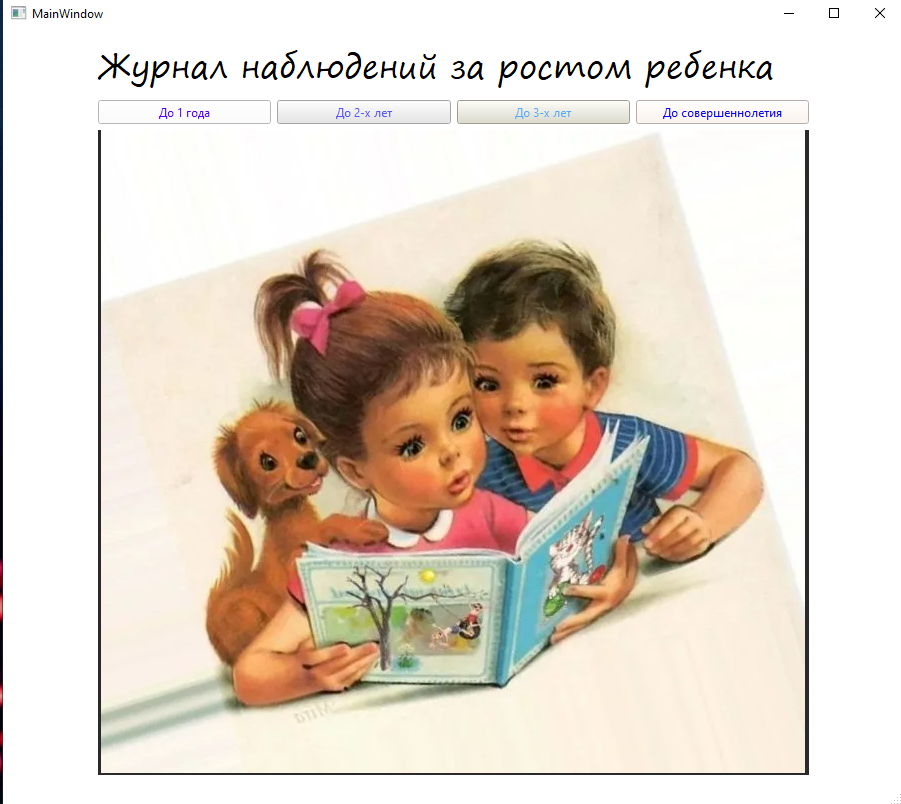 MainWindow
Журнал наблюдений за ростом ребенка
До 1 года
До 2-х лет
До 3-х лет
До совершеннолетия